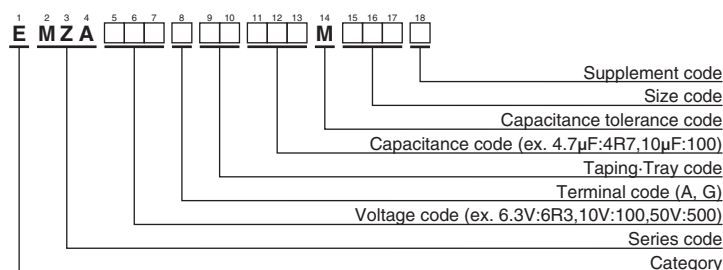 1 2 3 4 5 6 7 8 9 10 11 12 13 14 15 16 17 18
E M Z A □□□ □ □□ □□□ M □□□ □
Supplement code
Size code
Capacitance tolerance code
Capacitance code (ex. 4.7μF:4R7,10μF:100)
Taping·Tray code
Terminal code (A, G)
Voltage code (ex. 6.3V:6R3,10V:100,50V:500)
Series code
Category